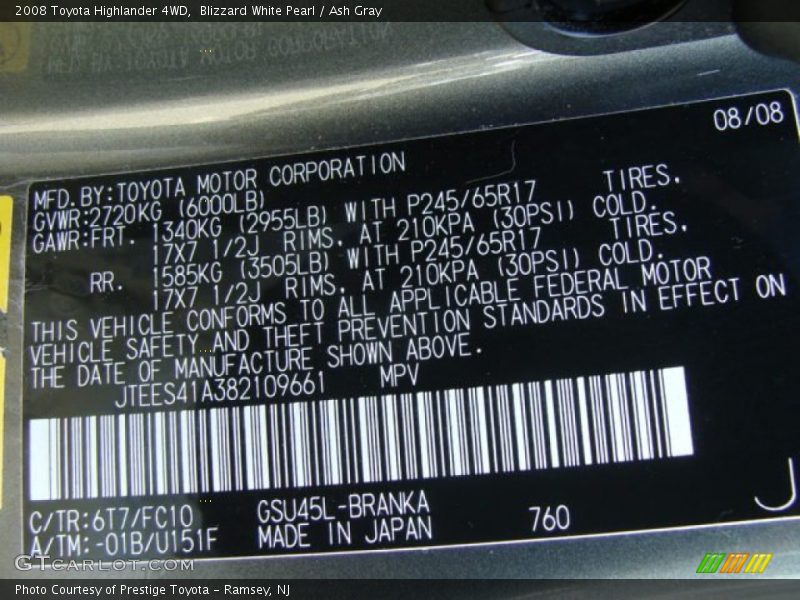 2008 Toyota Highlander 4WD, Blizzard White Pearl / Ash Gray
08/08
MFD.BY:TOYOTA MOTOR CORPORATION
GVWR:2720KG (6000LB)
GAWR:FRT. 1340KG (2955LB) WITH P245/65R17 TIRES,
17X7 1/2J RIMS, AT 210KPA (30PSI) COLD.
RR. 1585KG (3505LB) WITH P245/65R17 TIRES,
17X7 1/2J RIMS, AT 210KPA (30PSI) COLD.
THIS VEHICLE CONFORMS TO ALL APPLICABLE FEDERAL MOTOR
VEHICLE SAFETY AND THEFT PREVENTION STANDARDS IN EFFECT ON
THE DATE OF MANUFACTURE SHOWN ABOVE.
JTEES41A382109661 MPV
C/TR:6T7/FC10 GSU45L-BRANKA 760
A/TM:-01B/U151F MADE IN JAPAN
J
GTCARLOT.COM
Photo Courtesy of Prestige Toyota - Ramsey, NJ